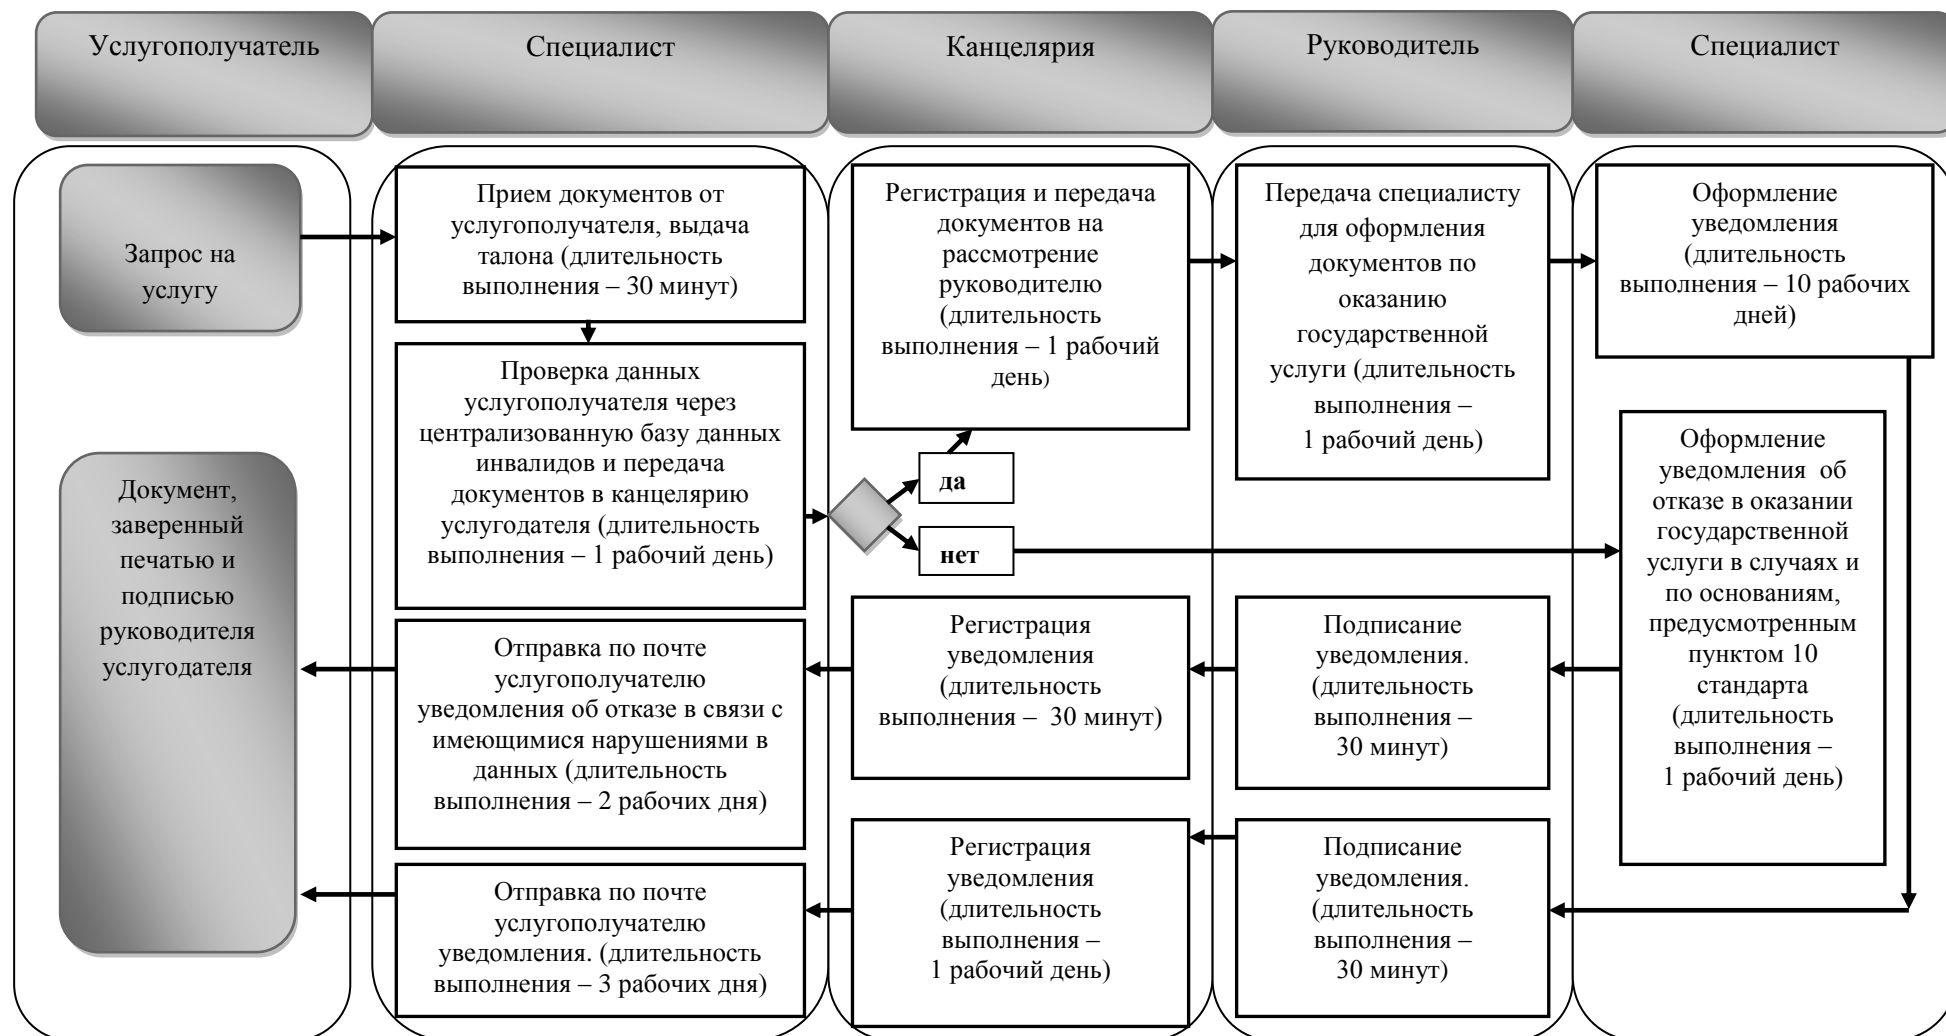 Услугополучатель
Специалист
Канцелярия
Руководитель
Специалист
Запрос на
услугу
Документ,
заверенный
печатью и
подписью
руководителя
услугодателя
Прием документов от
услугополучателя, выдача
талона (длительность
выполнения – 30 минут)
Проверка данных
услугополучателя через
централизованную базу данных
инвалидов и передача
документов в канцелярию
услугодателя (длительность
выполнения – 1 рабочий день)
Отправка по почте
услугополучателю
уведомления об отказе в связи с
имеющимися нарушениями в
данных (длительность
выполнения – 2 рабочих дня)
Отправка по почте
услугополучателю
уведомления. (длительность
выполнения – 3 рабочих дня)
Регистрация и передача
документов на
рассмотрение
руководителю
(длительность
выполнения – 1 рабочий
день)
да
нет
Регистрация
уведомления
(длительность
выполнения – 30 минут)
Регистрация
уведомления
(длительность
выполнения –
1 рабочий день)
Передача специалисту
для оформления
документов по
оказанию
государственной
услуги (длительность
выполнения –
1 рабочий день)
Подписание
уведомления.
(длительность
выполнения –
30 минут)
Подписание
уведомления.
(длительность
выполнения –
30 минут)
Оформление
уведомления
(длительность
выполнения – 10 рабочих
дней)
Оформление
уведомления об
отказе в оказании
государственной
услуги в случаях и
по основаниям,
предусмотренным
пунктом 10
стандарта
(длительность
выполнения –
1 рабочий день)